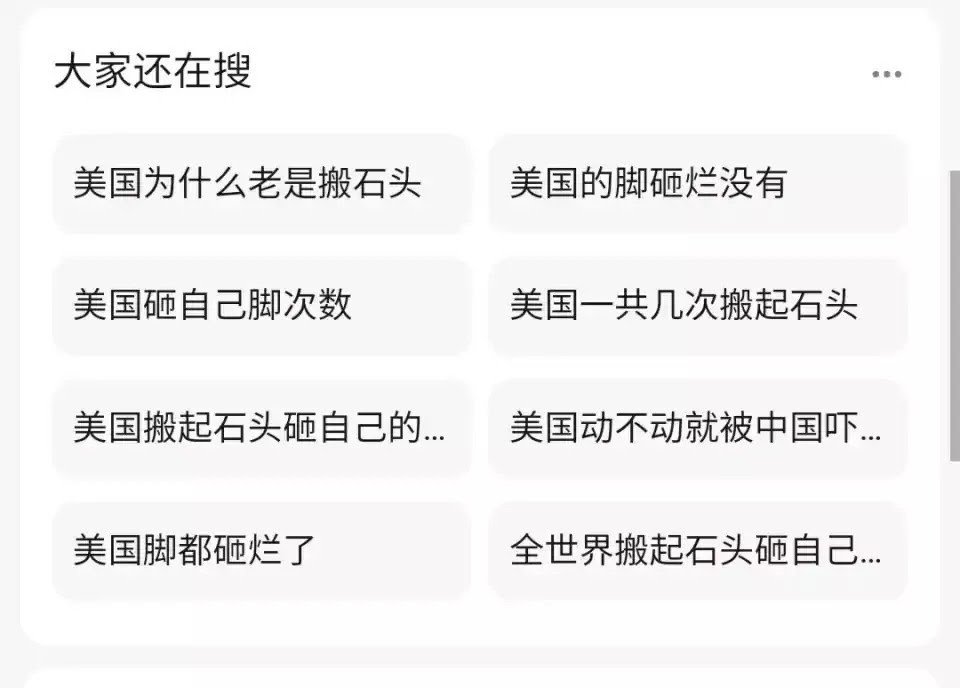 大家还在搜
美国为什么老是搬石头
美国的脚砸烂没有
美国砸自己脚次数
美国一共几次搬起石头
美国搬起石头砸自己的...
美国动不动就被中国吓...
美国脚都砸烂了
全世界搬起石头砸自己...